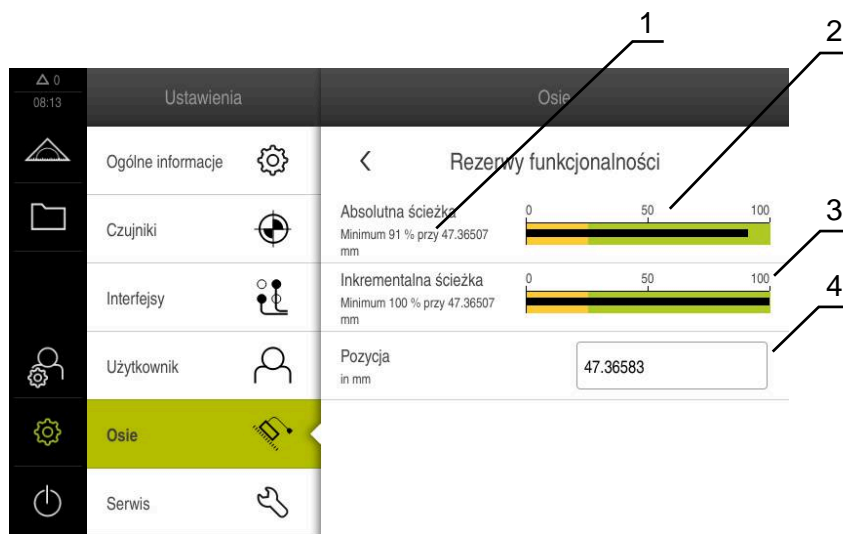 1
2
△ 0
08:13
Ustawienia
Osie
Ogólne informacje
Rezerwy funkcjonalności
Czujniki
Absolutna ścieżka
Minimum 91 % przy 47.36507
mm
0 50 100
3
Interfejsy
Inkrementalna ścieżka
Minimum 100 % przy 47.36507
mm
0 50 100
4
Użytkownik
Pozycja
in mm
47.36583
Osie
Serwis